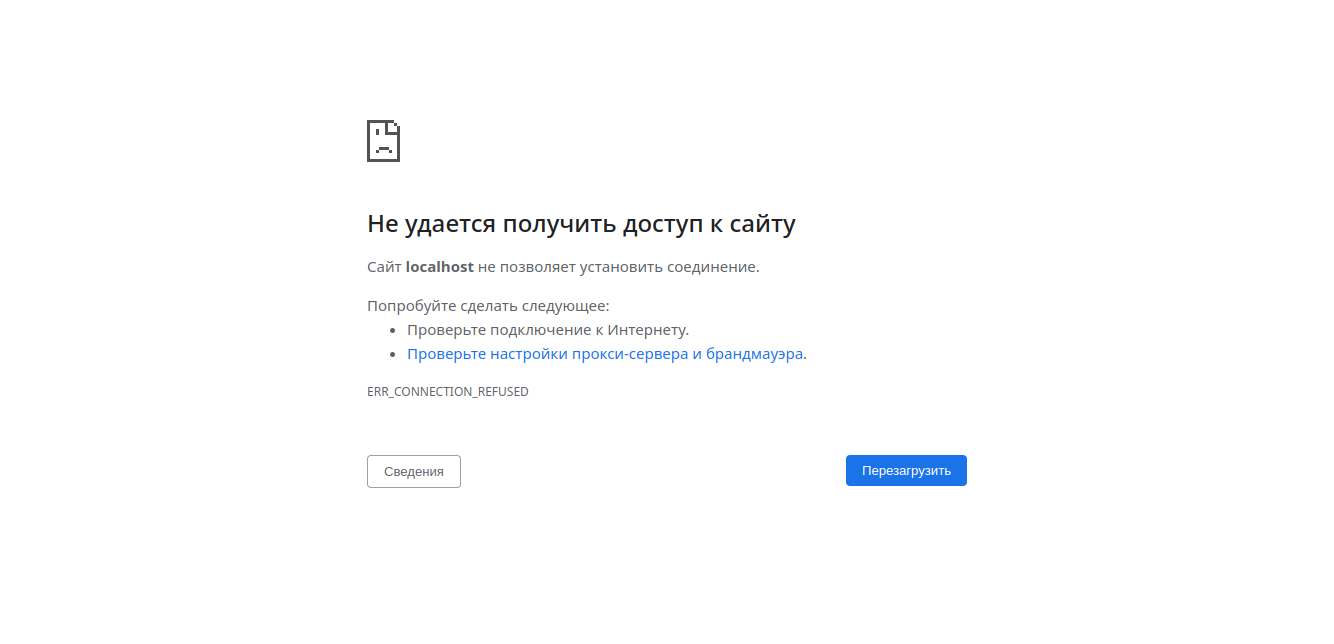 Не удается получить доступ к сайту
Сайт localhost не позволяет установить соединение.
Попробуйте сделать следующее:
Проверьте подключение к Интернету.
Проверьте настройки прокси-сервера и брандмауэра.
ERR_CONNECTION_REFUSED
Сведения
Перезагрузить